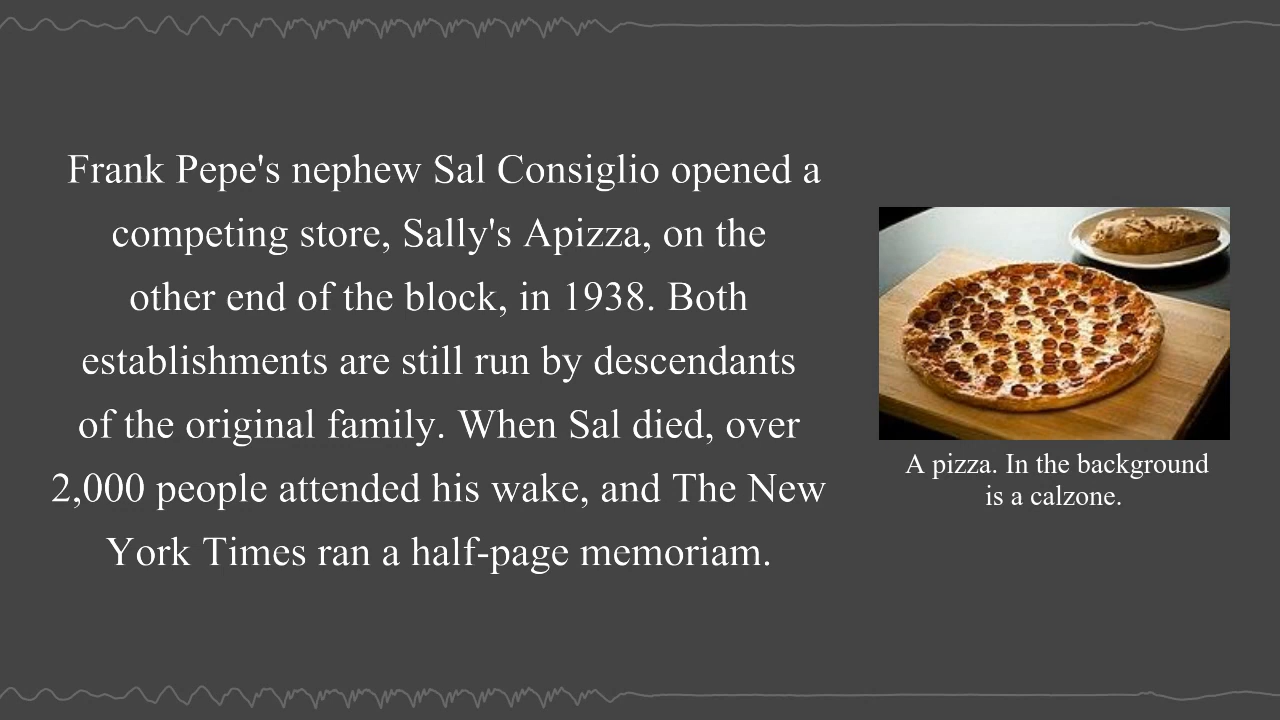 Frank Pepe's nephew Sal Consiglio opened a
competing store, Sally's Apizza, on the
other end of the block, in 1938. Both
establishments are still run by descendants
of the original family. When Sal died, over
2,000 people attended his wake, and The New
York Times ran a half-page memoriam.
A pizza. In the background
is a calzone.